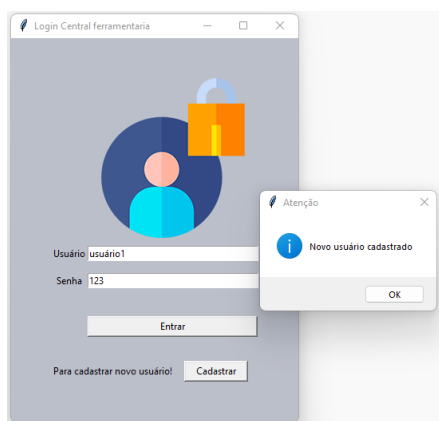 Login Central ferramentaria
Atenção
Novo usuário cadastrado
OK
Usuário usuário1
Senha 123
Entrar
Para cadastrar novo usuário! Cadastrar